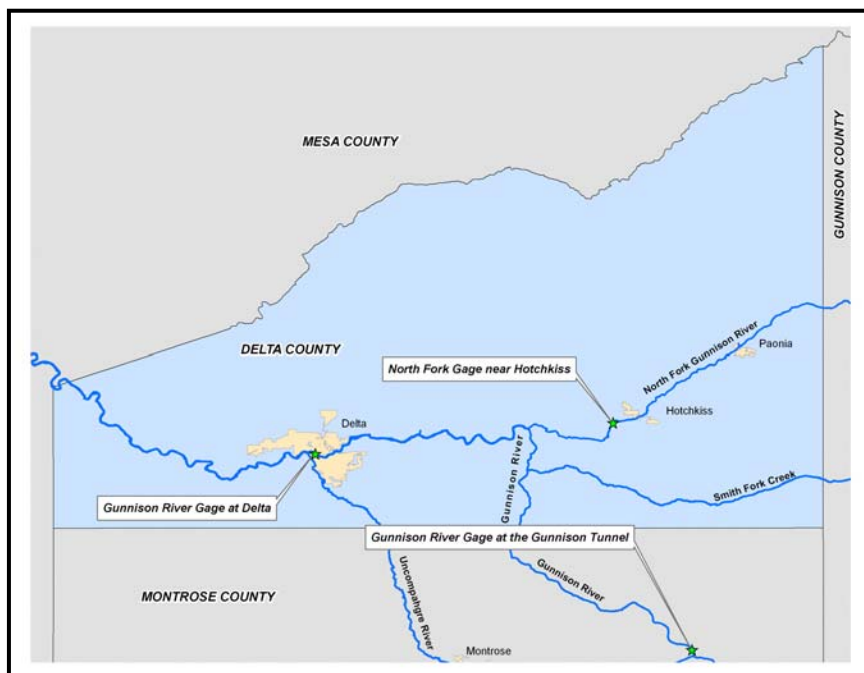 MESA COUNTY
GUNNISON COUNTY
DELTA COUNTY
North Fork Gage near Hotchkiss
North Fork Gunnison River
Paonia
Hotchkiss
Delta
Gunnison River
Smith Fork Creek
Gunnison River Gage at Delta
Gunnison River Gage at the Gunnison Tunnel
Uncompahgre River
Gunnison River
MONTROSE COUNTY
Montrose